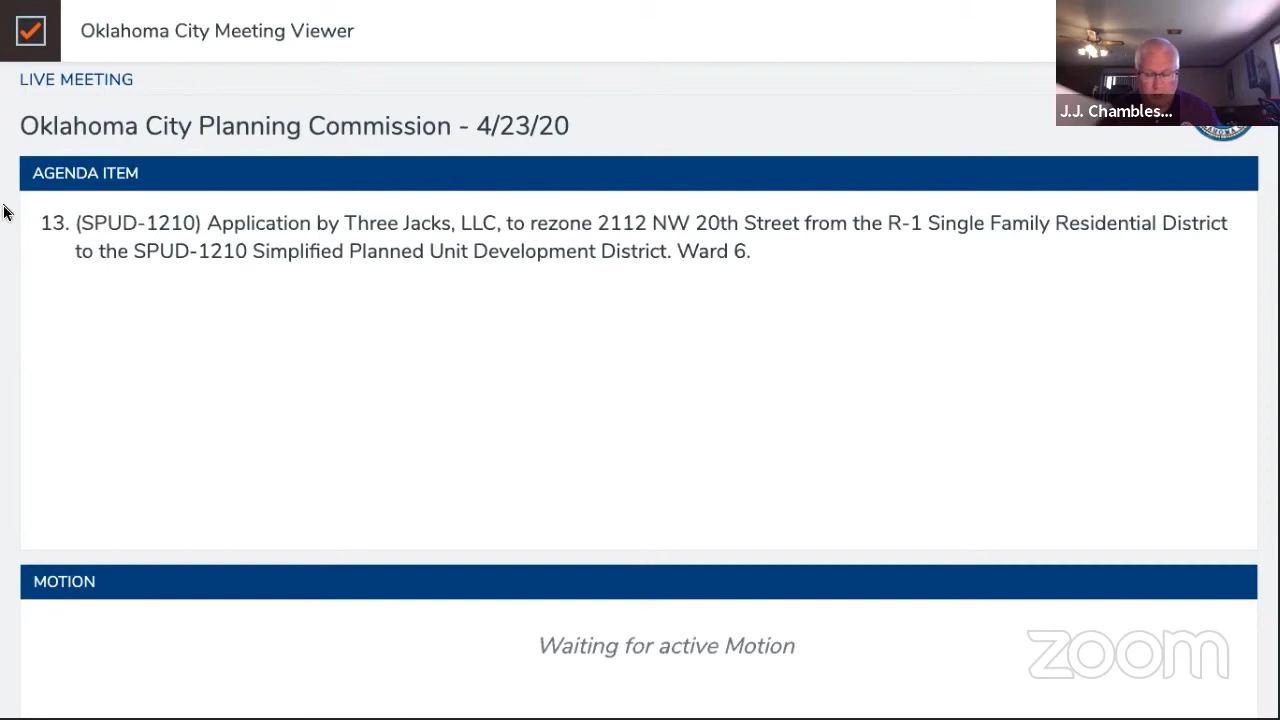 Oklahoma City Meeting Viewer
LIVE MEETING
J.J. Chambles...
Oklahoma City Planning Commission - 4/23/20
AGENDA ITEM
13. (SPUD-1210) Application by Three Jacks, LLC, to rezone 2112 NW 20th Street from the R-1 Single Family Residential District
to the SPUD-1210 Simplified Planned Unit Development District. Ward 6.
MOTION
Waiting for active Motion
zoom